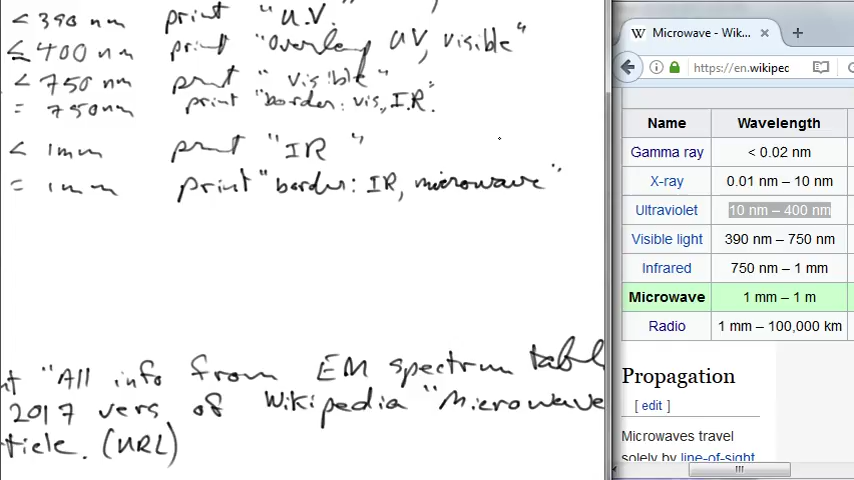 < 390 nm print "U.V."
≤ 400 nm print "Overlap UV, visible"
< 750 nm print "visible"
= 750nm print "border: vis, I.R."
< 1mm print "IR"
= 1mm print "border: IR, microwave"
nt "All info from EM spectrum tabl
2017 vers of Wikipedia "Microwave
ticle. (URL)
W Microwave - Wiki... × +
https://en.wikipec
Name Wavelength
Gamma ray < 0.02 nm
X-ray 0.01 nm – 10 nm
Ultraviolet 10 nm – 400 nm
Visible light 390 nm – 750 nm
Infrared 750 nm – 1 mm
Microwave 1 mm – 1 m
Radio 1 mm – 100,000 km
Propagation
[ edit ]
Microwaves travel
solely by line-of-sight